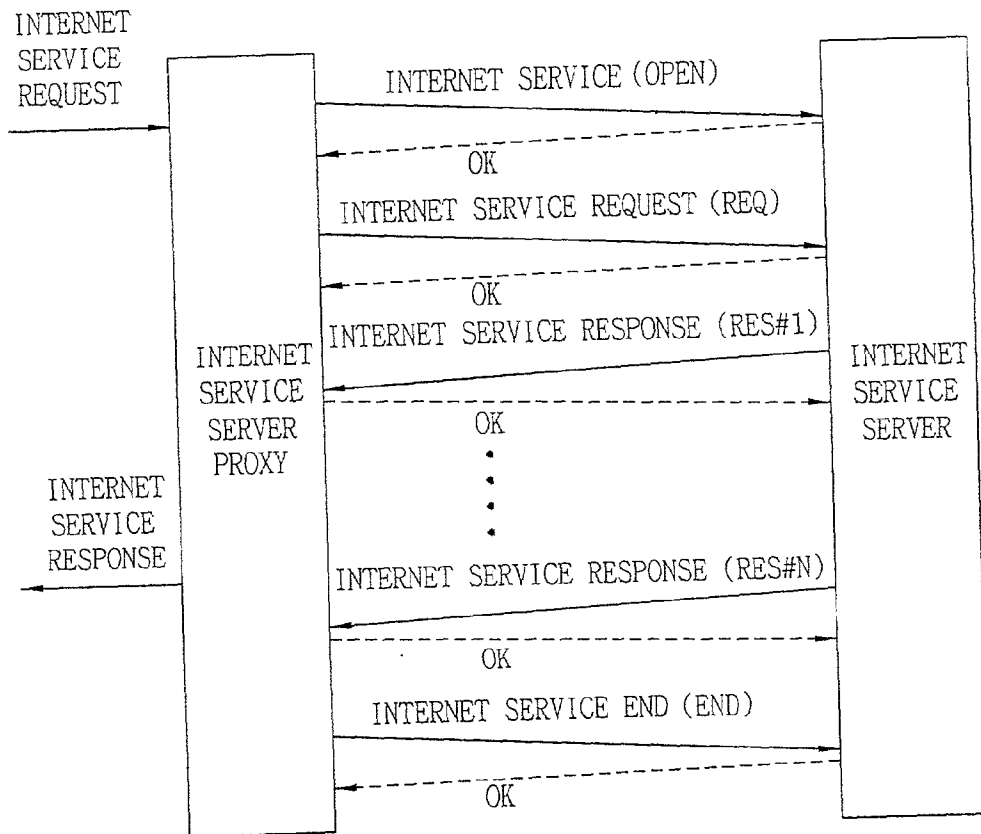 INTERNET
SERVICE
REQUEST
INTERNET SERVICE (OPEN)
OK
INTERNET SERVICE REQUEST (REQ)
OK
INTERNET SERVICE RESPONSE (RES#1)
OK
INTERNET
SERVICE
SERVER
PROXY
INTERNET
SERVICE
SERVER
INTERNET
SERVICE
RESPONSE
INTERNET SERVICE RESPONSE (RES#N)
OK
INTERNET SERVICE END (END)
OK